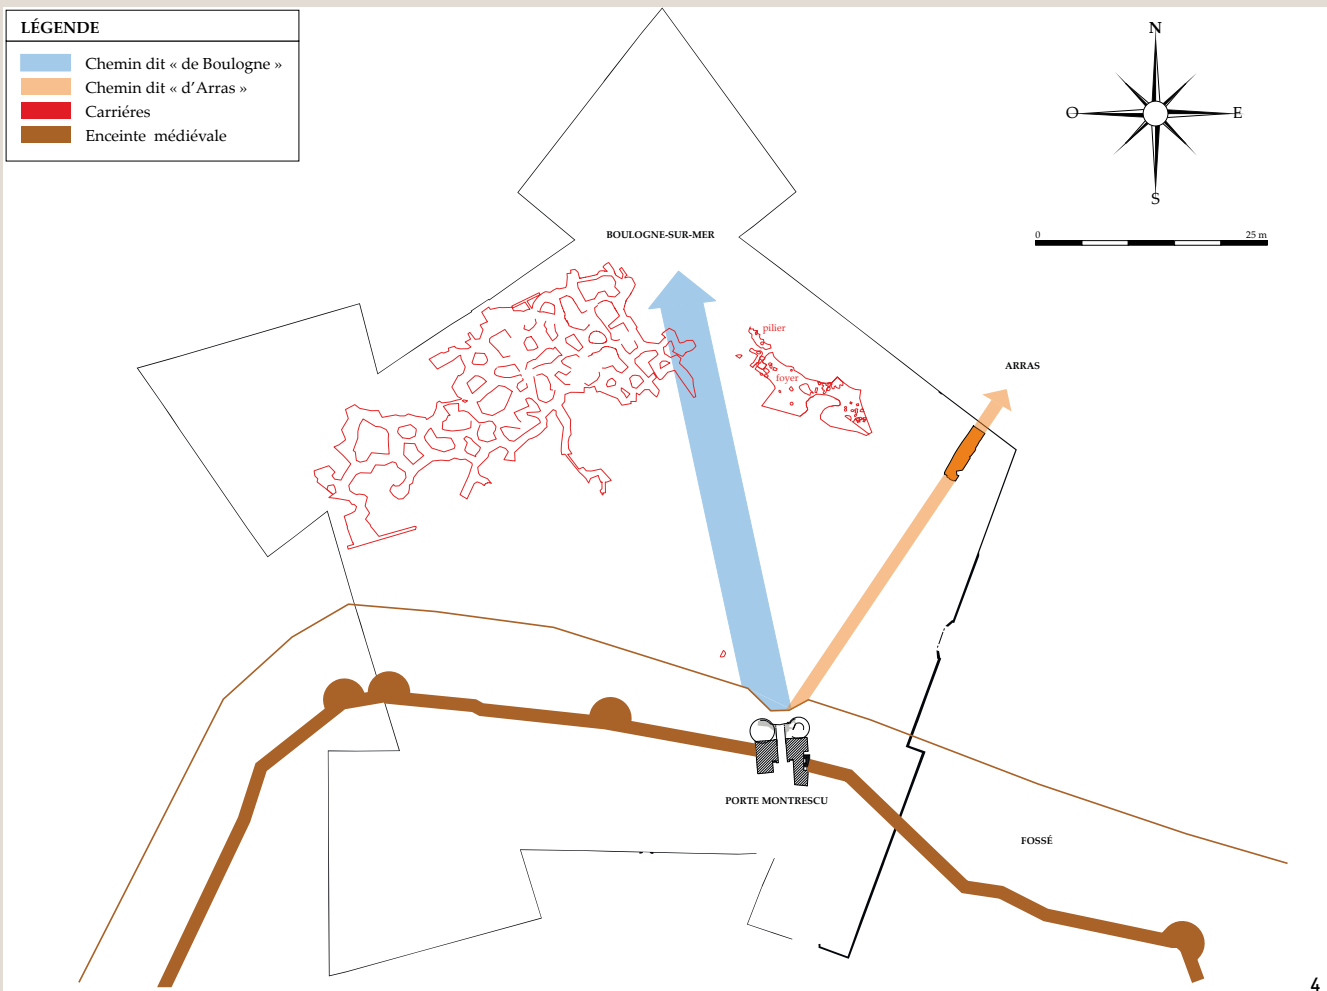 LÉGENDE
Chemin dit « de Boulogne »
Chemin dit « d'Arras »
Carriéres
Enceinte médiévale
N
O
E
S
0
25 m
BOULOGNE-SUR-MER
pilier
foyer
ARRAS
PORTE MONTRESCU
FOSSÉ
4